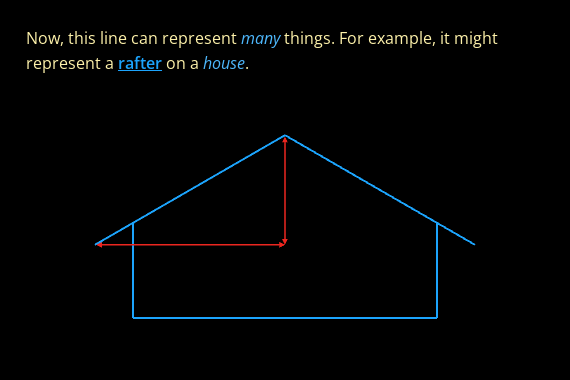 Now, this line can represent many things. For example, it might
represent a rafter on a house.